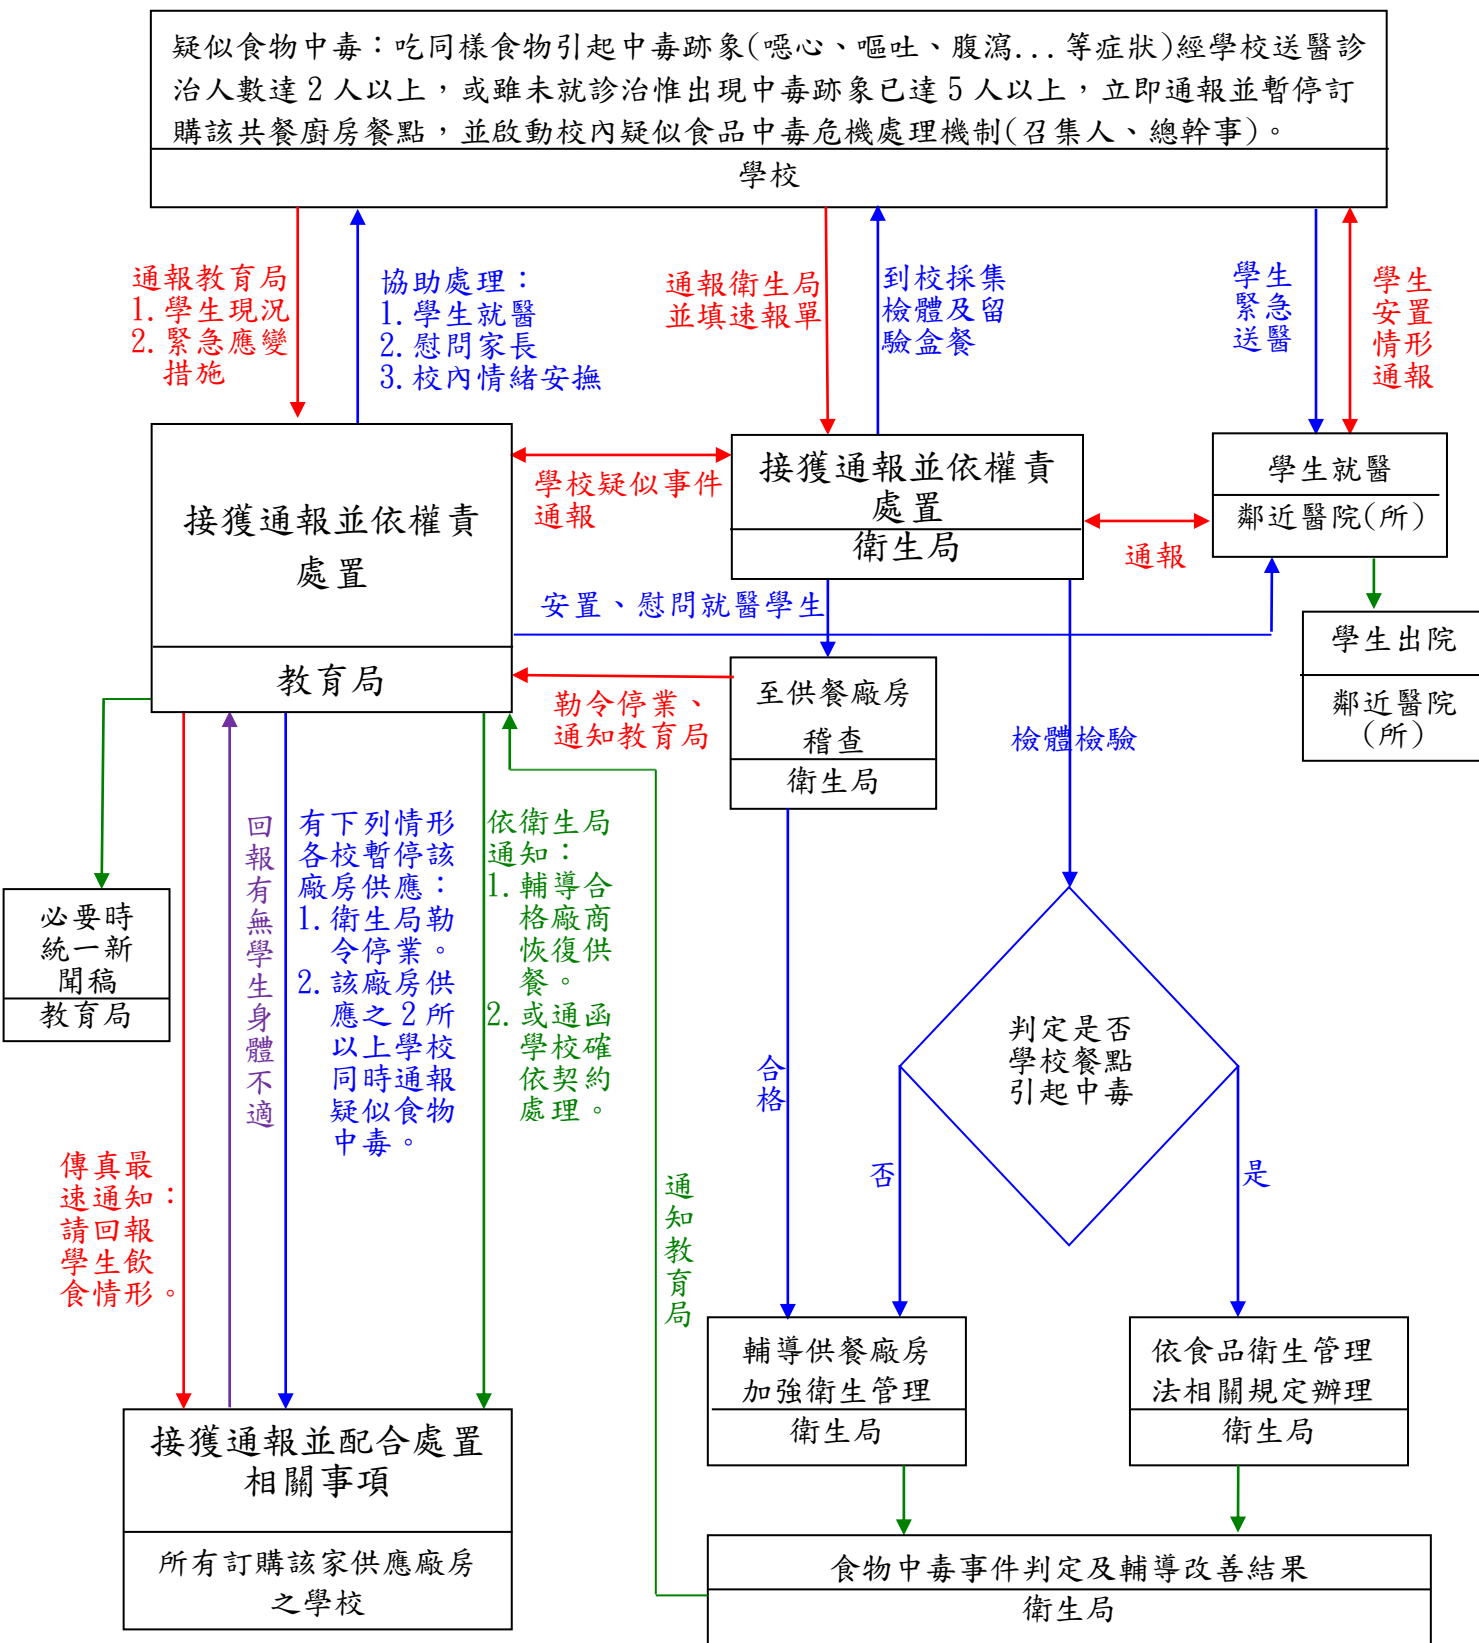 疑似食物中毒：吃同樣食物引起中毒跡象(噁心、嘔吐、腹瀉...等症狀)經學校送醫診
治人數達2人以上，或雖未就診治惟出現中毒跡象已達5人以上，立即通報並暫停訂
購該共餐廚房餐點，並啟動校內疑似食品中毒危機處理機制(召集人、總幹事)。
學校
通報教育局
1.學生現況
2.緊急應變
措施
協助處理：
1.學生就醫
2.慰問家長
3.校內情緒安撫
通報衛生局
並填速報單
到校採集
檢體及留
驗盒餐
學生
緊急
送醫
學生
安置
情形
通報
接獲通報並依權責
處置
教育局
學校疑似事件
通報
接獲通報並依權責
處置
衛生局
通報
學生就醫
鄰近醫院(所)
安置、慰問就醫學生
學生出院
鄰近醫院
(所)
勒令停業、
通知教育局
至供餐廠房
稽查
衛生局
檢體檢驗
必要時
統一新
聞稿
教育局
回報有無學生身體不適
有下列情形
各校暫停該
廠房供應：
1.衛生局勒
令停業。
2.該廠房供
應之2所
以上學校
同時通報
疑似食物
中毒。
依衛生局
通知：
1.輔導合
格廠商
恢復供
餐。
2.或通函
學校確
依契約
處理。
傳真最
速通知：
請回報
學生飲
食情形。
通知教育局
合格
判定是否
學校餐點
引起中毒
否
是
輔導供餐廠房
加強衛生管理
衛生局
依食品衛生管理
法相關規定辦理
衛生局
接獲通報並配合處置
相關事項
所有訂購該家供應廠房
之學校
食物中毒事件判定及輔導改善結果
衛生局